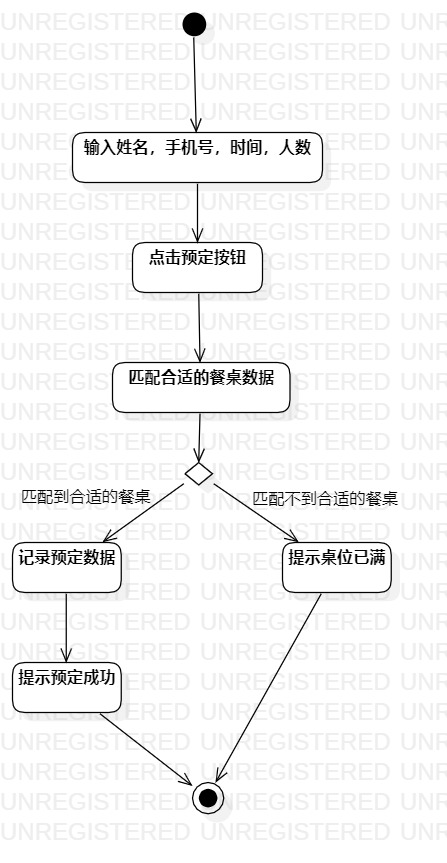 输入姓名，手机号，时间，人数
点击预定按钮
匹配合适的餐桌数据
匹配到合适的餐桌
匹配不到合适的餐桌
记录预定数据
提示桌位已满
提示预定成功
UNREGISTERED